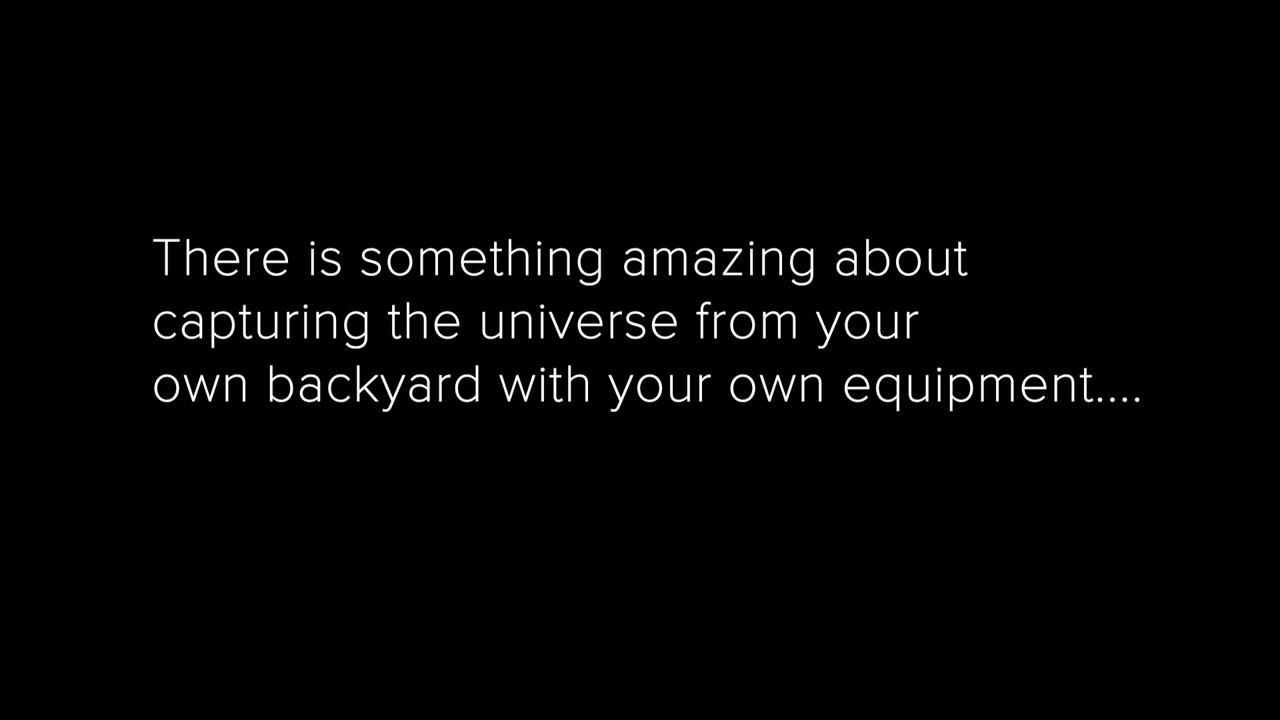 There is something amazing about
capturing the universe from your
own backyard with your own equipment....